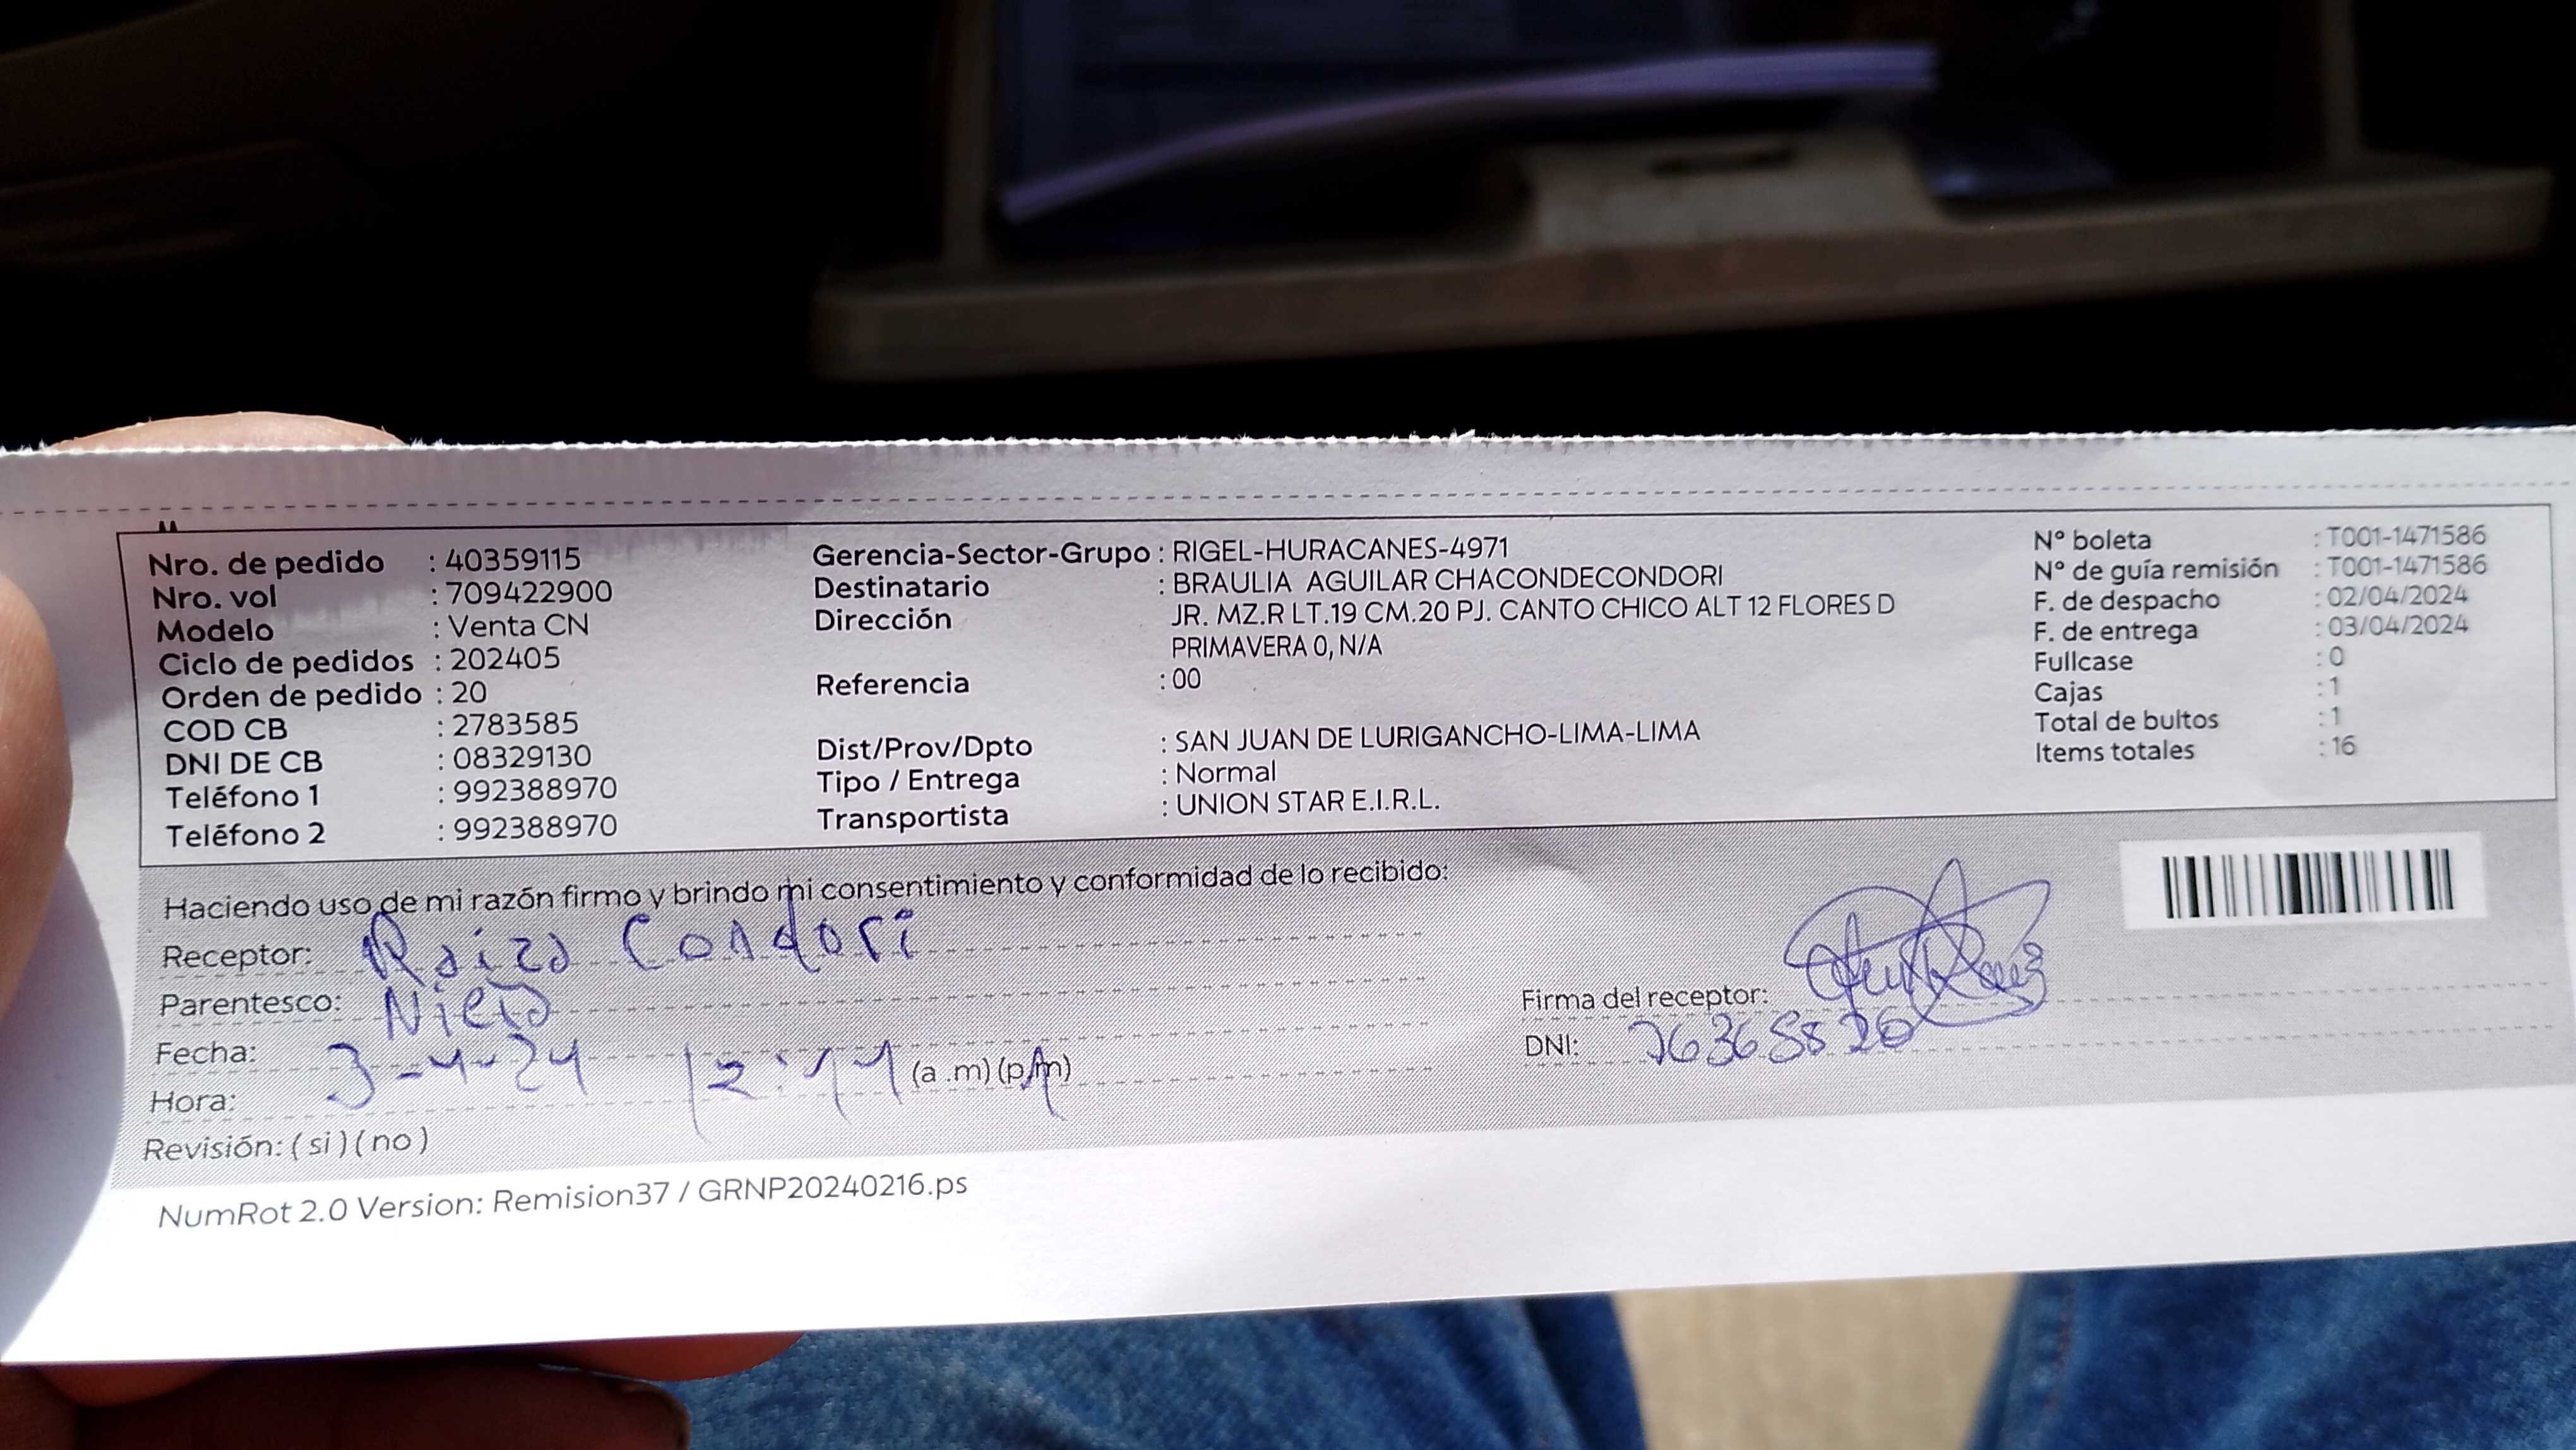 Nro. de pedido : 40359115
Nro. vol : 709422900
Modelo : Venta CN
Ciclo de pedidos : 202405
Orden de pedido : 20
COD CB : 2783585
DNI DE CB : 08329130
Teléfono 1 : 992388970
Teléfono 2 : 992388970
Gerencia-Sector-Grupo : RIGEL-HURACANES-4971
Destinatario : BRAULIA AGUILAR CHACONDECONDORI
Dirección JR. MZ.R LT.19 CM.20 PJ. CANTO CHICO ALT 12 FLORES D
PRIMAVERA 0, N/A
Referencia : 00
Dist/Prov/Dpto : SAN JUAN DE LURIGANCHO-LIMA-LIMA
Tipo / Entrega : Normal
Transportista : UNION STAR E.I.R.L.
N° boleta : T001-1471586
N° de guía remisión : T001-1471586
F. de despacho : 02/04/2024
F. de entrega : 03/04/2024
Fullcase : 0
Cajas : 1
Total de bultos : 1
Items totales : 16
Haciendo uso de mi razón firmo y brindo mi consentimiento y conformidad de lo recibido:
Receptor: Raiza Condori
Parentesco: Nieta
Fecha: 3-4-24
Hora: (a .m) (p.m)
Revisión: ( si ) ( no )
Firma del receptor:
DNI:
NumRot 2.0 Version: Remision37 / GRNP20240216.ps